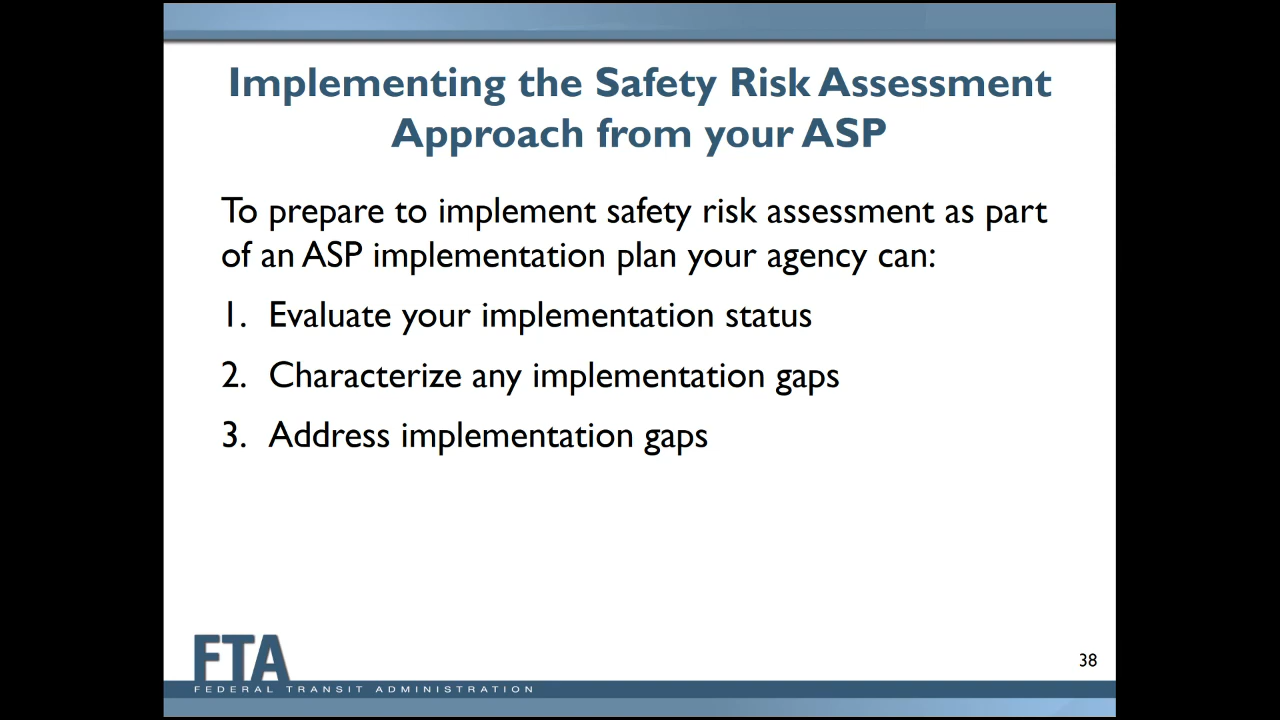 Implementing the Safety Risk Assessment
Approach from your ASP
To prepare to implement safety risk assessment as part
of an ASP implementation plan your agency can:
1. Evaluate your implementation status
2. Characterize any implementation gaps
3. Address implementation gaps
FTA
38
FEDERAL TRANSIT ADMINISTRATION